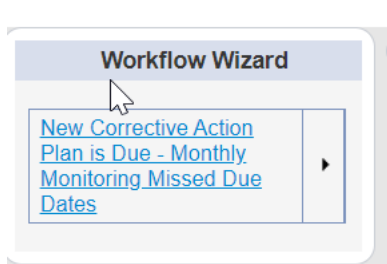 Workflow Wizard
New Corrective Action
Plan is Due - Monthly
Monitoring Missed Due
Dates